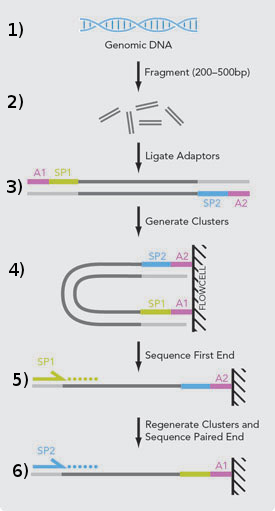 1)
Genomic DNA
Fragment (200–500bp)
2)
Ligate Adaptors
A1 SP1
3)
SP2 A2
Generate Clusters
SP2 A2
4)
FLOWCELL
SP1 A1
Sequence First End
SP1
5)
A2
Regenerate Clusters and
Sequence Paired End
SP2
6)
A1